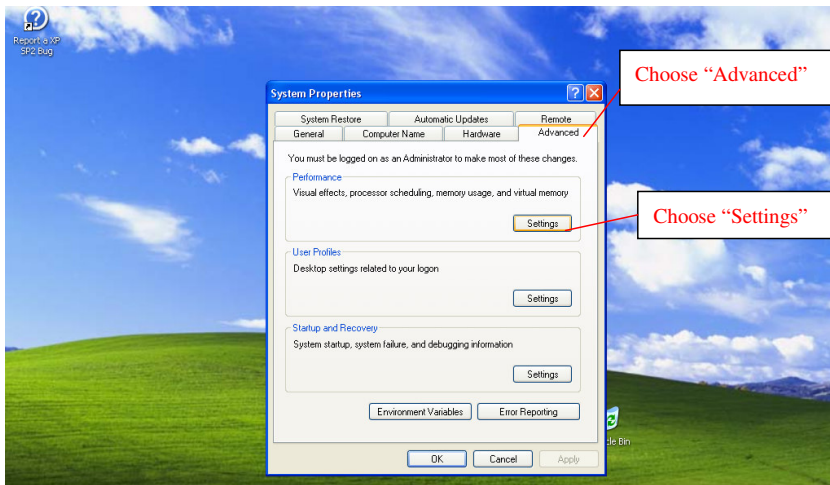 Report a XP
SP2 Bug
Choose “Advanced”
System Properties
System Restore
Automatic Updates
Remote
General
Computer Name
Hardware
Advanced
You must be logged on as an Administrator to make most of these changes.
Performance
Visual effects, processor scheduling, memory usage, and virtual memory
Settings
Choose “Settings”
User Profiles
Desktop settings related to your logon
Settings
Startup and Recovery
System startup, system failure, and debugging information
Settings
Environment Variables
Error Reporting
cle Bin
OK
Cancel
Apply